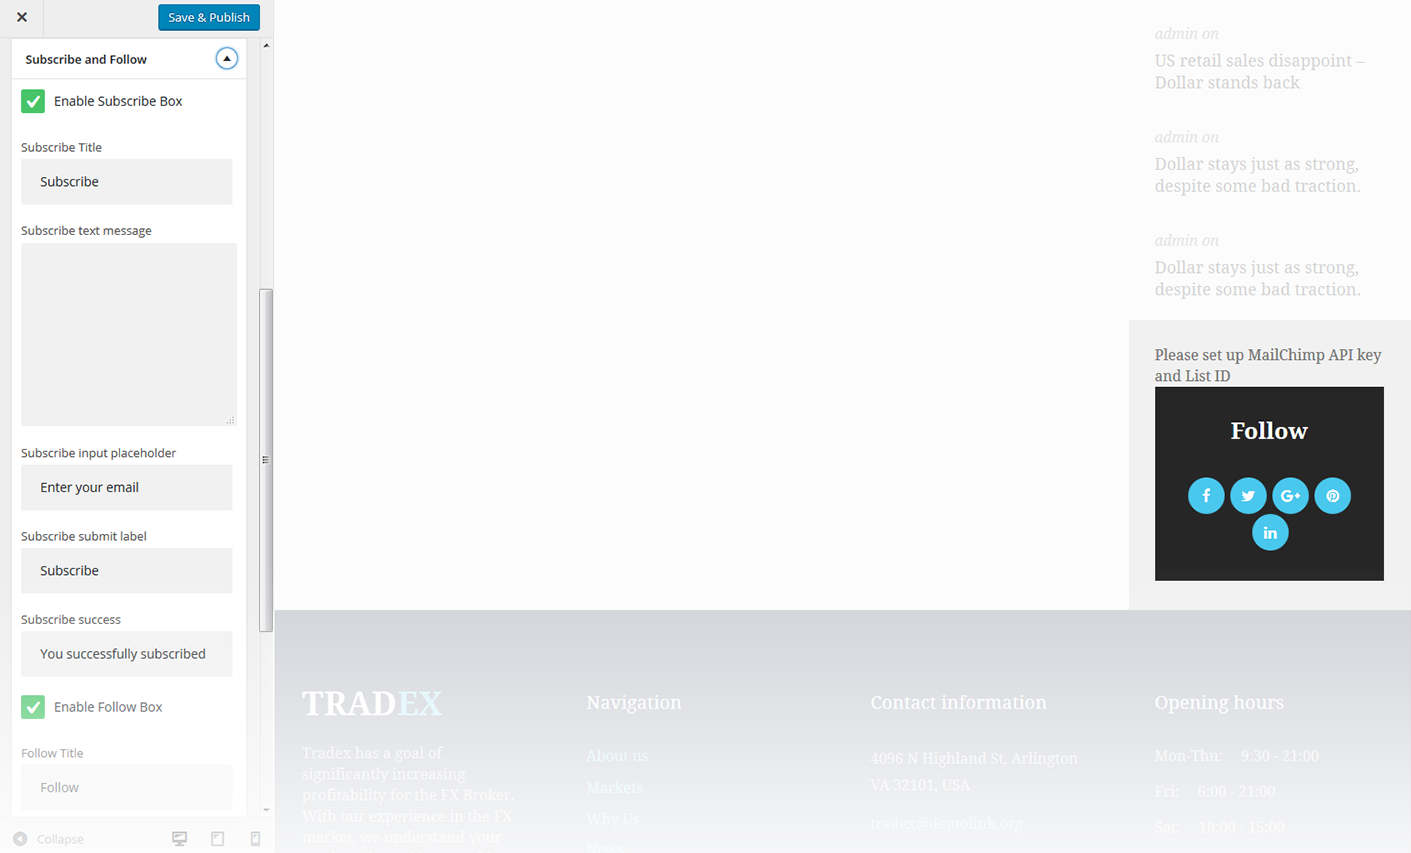 Save & Publish
Subscribe and Follow
Enable Subscribe Box
Subscribe Title
Subscribe
Subscribe text message
Subscribe input placeholder
Enter your email
Subscribe submit label
Subscribe
Subscribe success
You successfully subscribed
Enable Follow Box
Follow Title
Follow
Collapse
admin on
US retail sales disappoint –
Dollar stands back
admin on
Dollar stays just as strong,
despite some bad traction.
admin on
Dollar stays just as strong,
despite some bad traction.
Please set up MailChimp API key
and List ID
Follow
TRADEX
Tradex has a goal of
significantly increasing
profitability for the FX Broker.
With our experience in the FX
market, we understand your
Navigation
About us
Markets
Why Us
News
Contact information
4096 N Highland St, Arlington
VA 32101, USA
tradex@demolink.org
Opening hours
Mon-Thu: 9:30 - 21:00
Fri: 6:00 - 21:00
Sat: 10:00 - 15:00